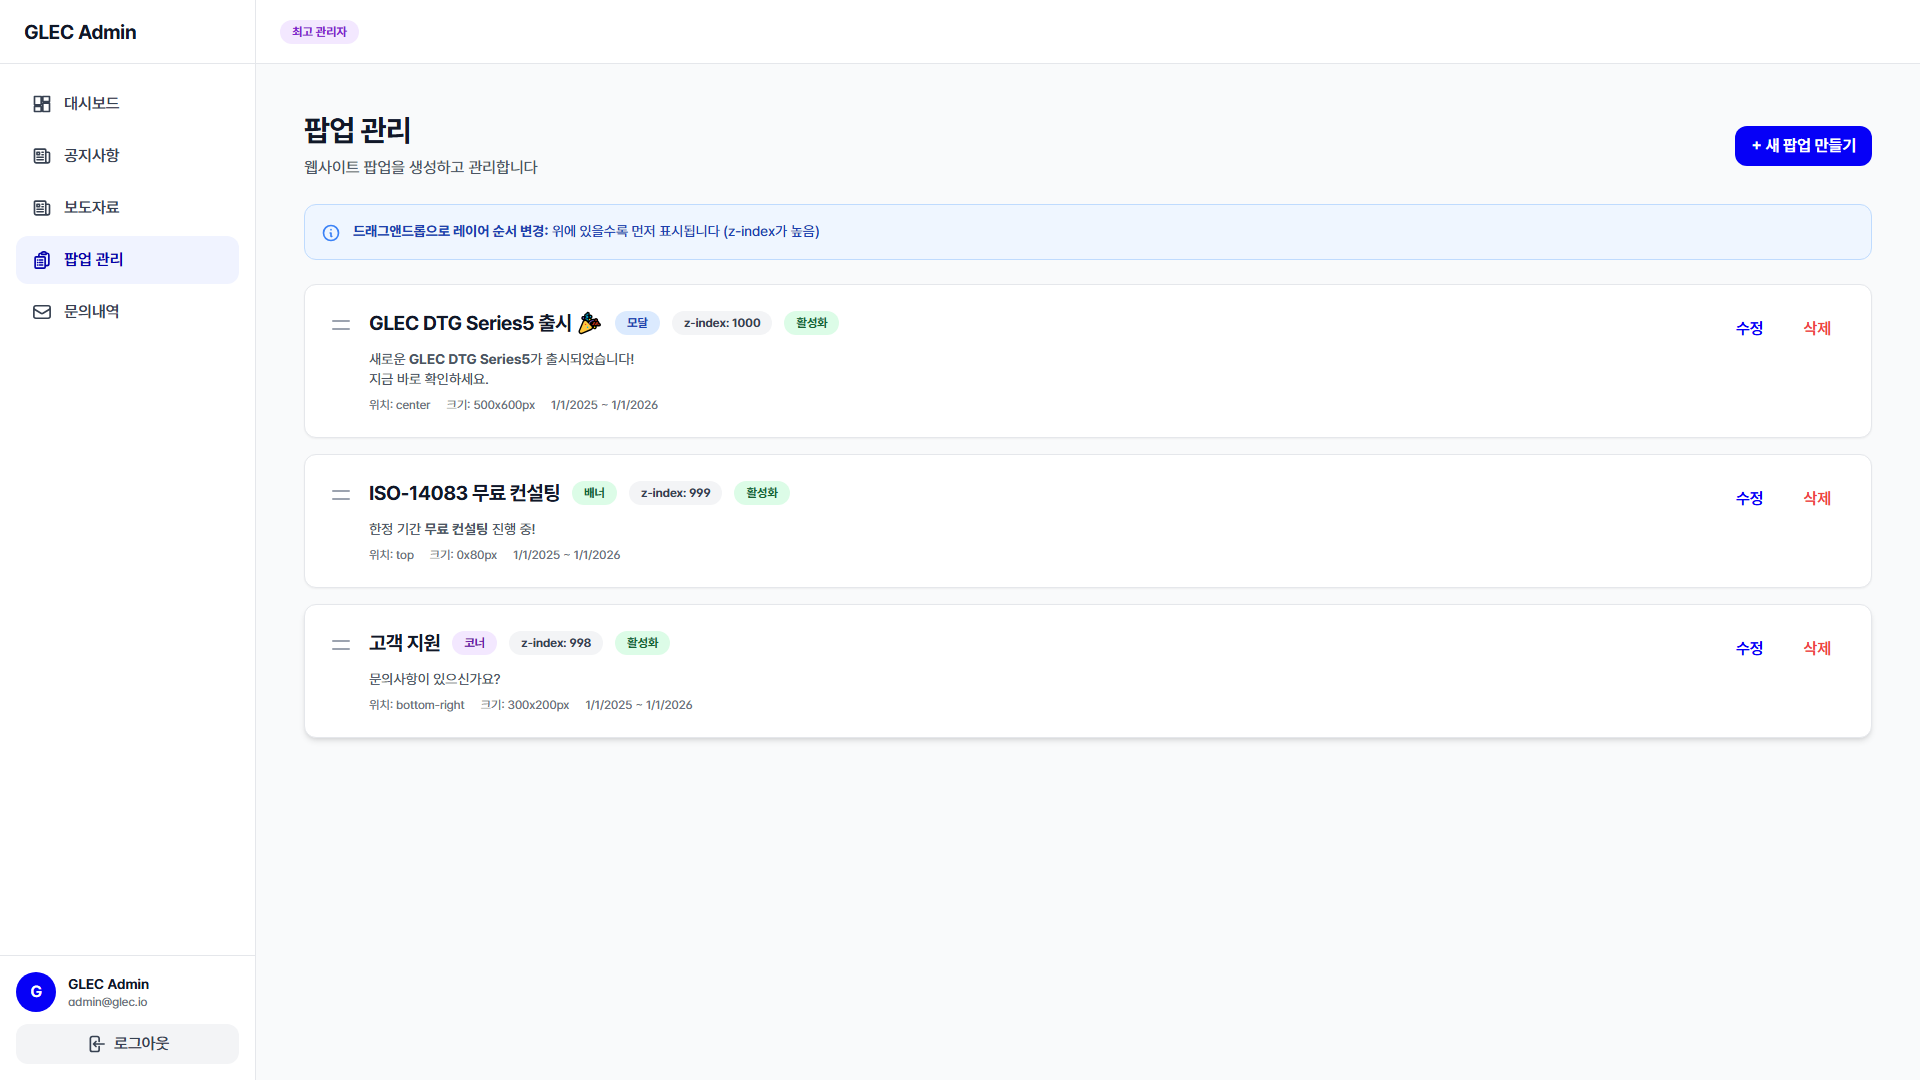 GLEC Admin
최고 관리자
대시보드
공지사항
보도자료
팝업 관리
문의내역
팝업 관리
웹사이트 팝업을 생성하고 관리합니다
+ 새 팝업 만들기
드래그앤드롭으로 레이어 순서 변경: 위에 있을수록 먼저 표시됩니다 (z-index가 높음)
GLEC DTG Series5 출시 🎉 모달 z-index: 1000 활성화 수정 삭제
새로운 GLEC DTG Series5가 출시되었습니다!
지금 바로 확인하세요.
위치: center 크기: 500x600px 1/1/2025 ~ 1/1/2026
ISO-14083 무료 컨설팅 배너 z-index: 999 활성화 수정 삭제
한정 기간 무료 컨설팅 진행 중!
위치: top 크기: 0x80px 1/1/2025 ~ 1/1/2026
고객 지원 코너 z-index: 998 활성화 수정 삭제
문의사항이 있으신가요?
위치: bottom-right 크기: 300x200px 1/1/2025 ~ 1/1/2026
G
GLEC Admin
admin@glec.io
로그아웃